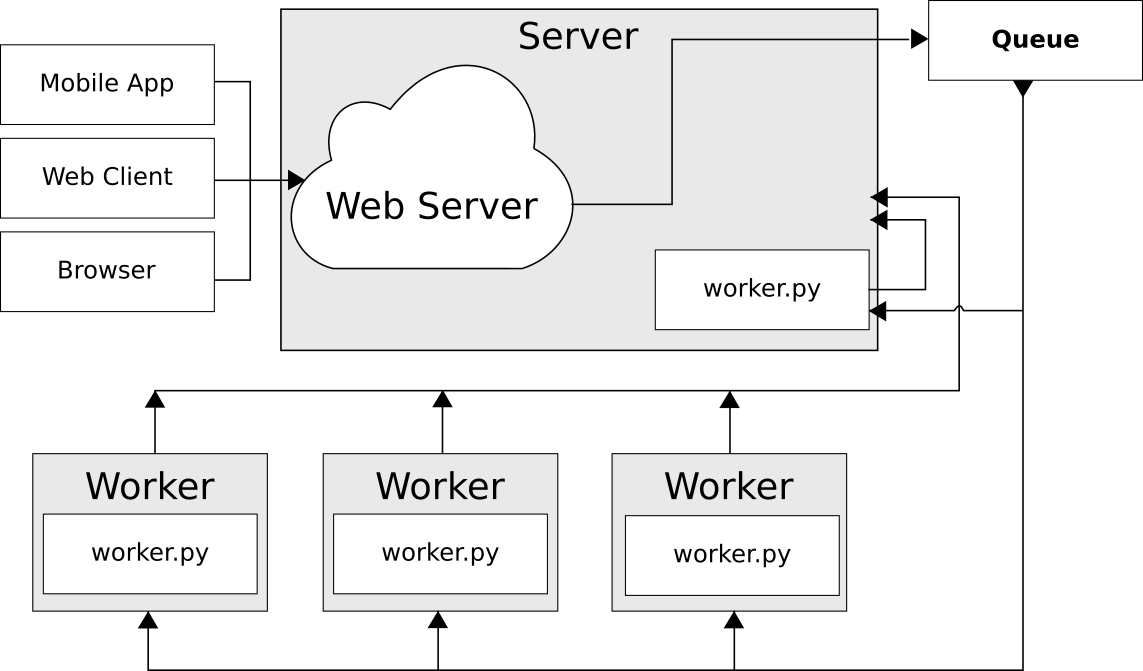 Server
Queue
Mobile App
Web Client
Web Server
Browser
worker.py
Worker
worker.py
Worker
worker.py
Worker
worker.py